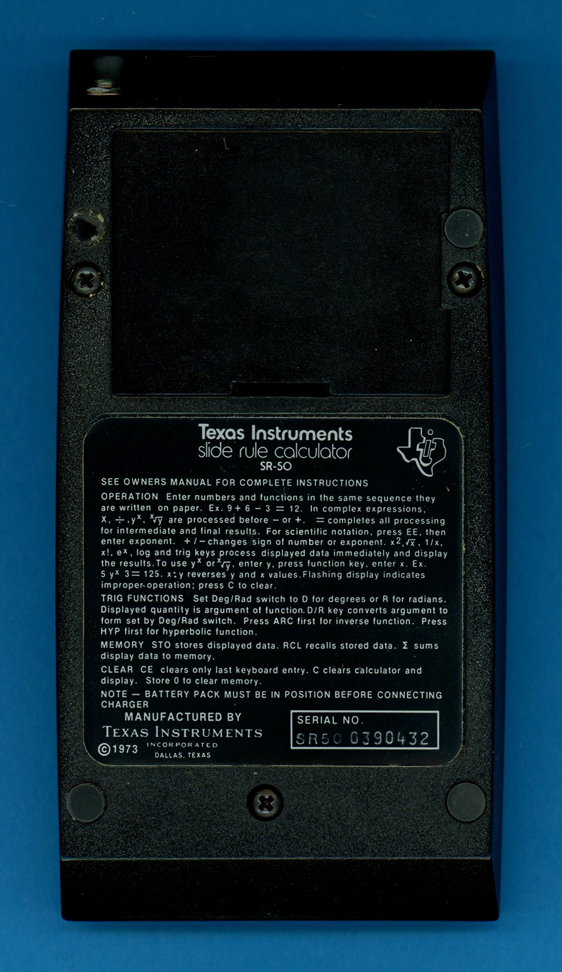 Texas Instruments
slide rule calculator
SR-50
SEE OWNERS MANUAL FOR COMPLETE INSTRUCTIONS
OPERATION Enter numbers and functions in the same sequence they
are written on paper. Ex. 9 + 6 − 3 = 12. In complex expressions,
X, ÷, yˣ, ˣ√y are processed before − or +. = completes all processing
for intermediate and final results. For scientific notation, press EE, then
enter exponent. +/− changes sign of number or exponent. x², √x, 1/x,
x!, eˣ, log and trig keys process displayed data immediately and display
the results. To use yˣ or ˣ√y, enter y, press function key, enter x. Ex.
5 yˣ 3 = 125. x:y reverses y and x values. Flashing display indicates
improper operation; press C to clear.
TRIG FUNCTIONS Set Deg/Rad switch to D for degrees or R for radians.
Displayed quantity is argument of function. D/R key converts argument to
form set by Deg/Rad switch. Press ARC first for inverse function. Press
HYP first for hyperbolic function.
MEMORY STO stores displayed data. RCL recalls stored data. Σ sums
display data to memory.
CLEAR CE clears only last keyboard entry. C clears calculator and
display. Store 0 to clear memory.
NOTE — BATTERY PACK MUST BE IN POSITION BEFORE CONNECTING
CHARGER
MANUFACTURED BY
TEXAS INSTRUMENTS
INCORPORATED
©1973
DALLAS, TEXAS
SERIAL NO.
SR50 0390432